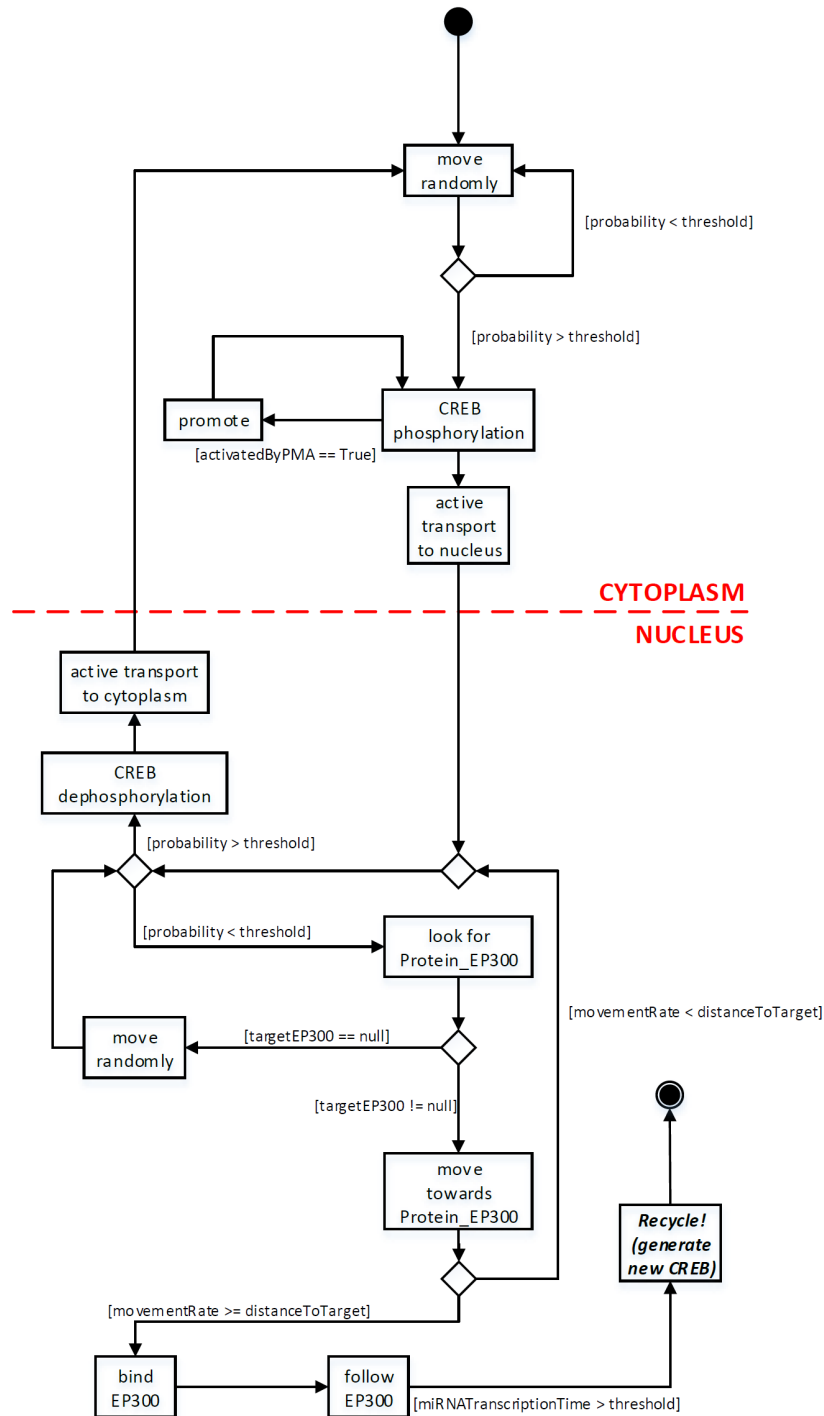 move
randomly
[probability < threshold]
[probability > threshold]
CREB
phosphorylation
promote
[activatedByPMA == True]
active
transport
to nucleus
CYTOPLASM
NUCLEUS
active transport
to cytoplasm
CREB
dephosphorylation
[probability > threshold]
[probability < threshold]
look for
Protein_EP300
[movementRate < distanceToTarget]
move
randomly
[targetEP300 == null]
[targetEP300 != null]
move
towards
Protein_EP300
Recycle!
(generate
new CREB)
[movementRate >= distanceToTarget]
bind
EP300
follow
EP300
[miRNATranscriptionTime > threshold]